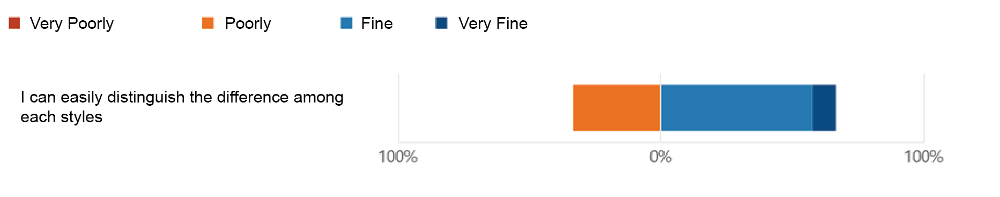 Very Poorly Poorly Fine Very Fine
I can easily distinguish the difference among
each styles
100% 0% 100%